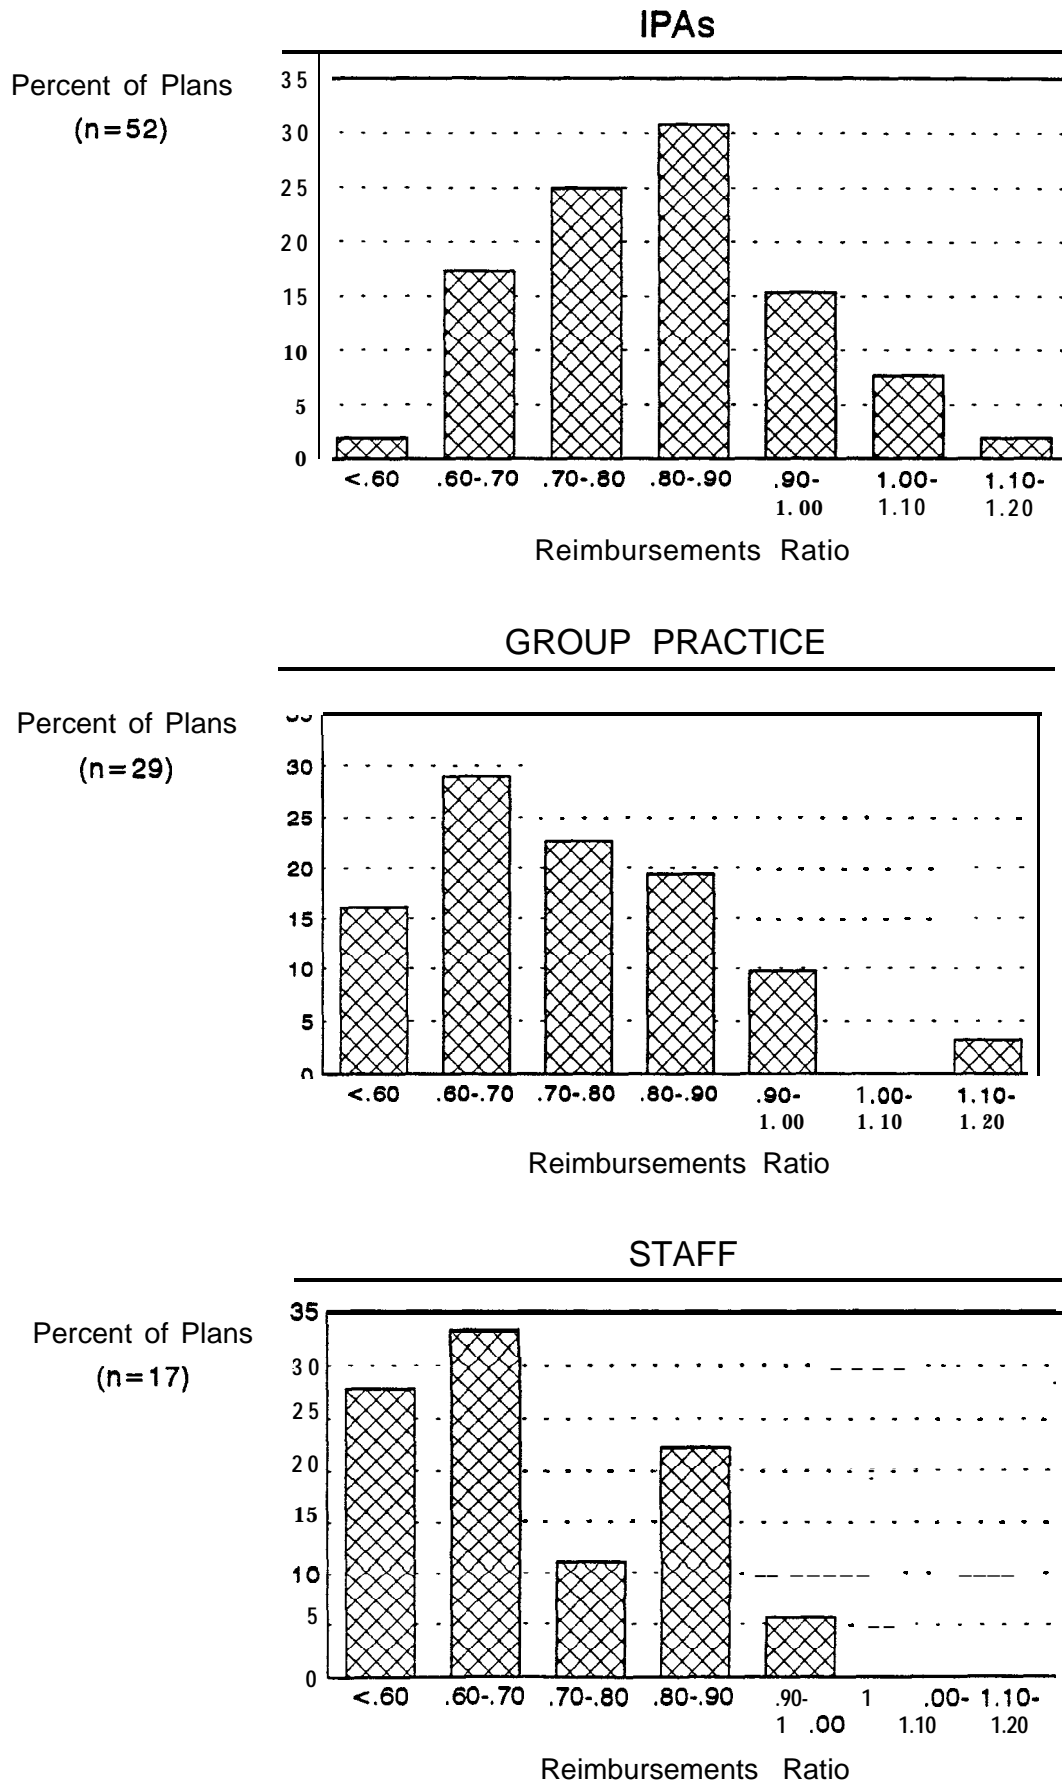 IPAs
Percent of Plans
(n=52)
35
30
25
20
15
10
5
0
<.60 .60-.70 .70-.80 .80-.90 .90- 1.00- 1.10-
1.00 1.10 1.20
Reimbursements Ratio
GROUP PRACTICE
Percent of Plans
(n=29)
30
25
20
15
10
5
0
<.60 .60-.70 .70-.80 .80-.90 .90- 1.00- 1.10-
1.00 1.10 1.20
Reimbursements Ratio
STAFF
Percent of Plans
(n=17)
35
30
25
20
15
10
5
0
<.60 .60-.70 .70-.80 .80-.90 .90- 1 .00- 1.10-
1 .00 1.10 1.20
Reimbursements Ratio